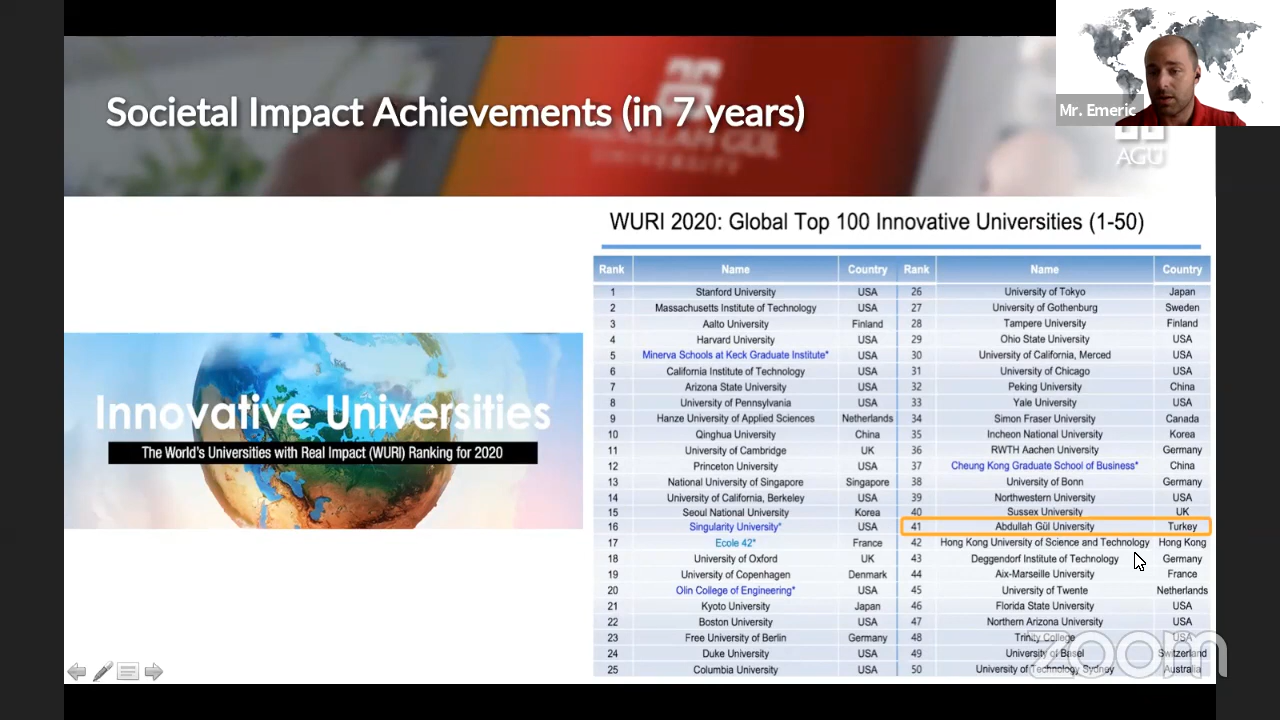 Societal Impact Achievements (in 7 years)
ABDULLAH GÜL
UNIVERSITY
Mr. Emeric
AGU
WURI 2020: Global Top 100 Innovative Universities (1-50)
Innovative Universities
The World's Universities with Real Impact (WURI) Ranking for 2020
Rank Name Country Rank Name Country
1 Stanford University USA 26 University of Tokyo Japan
2 Massachusetts Institute of Technology USA 27 University of Gothenburg Sweden
3 Aalto University Finland 28 Tampere University Finland
4 Harvard University USA 29 Ohio State University USA
5 Minerva Schools at Keck Graduate Institute* USA 30 University of California, Merced USA
6 California Institute of Technology USA 31 University of Chicago USA
7 Arizona State University USA 32 Peking University China
8 University of Pennsylvania USA 33 Yale University USA
9 Hanze University of Applied Sciences Netherlands 34 Simon Fraser University Canada
10 Qinghua University China 35 Incheon National University Korea
11 University of Cambridge UK 36 RWTH Aachen University Germany
12 Princeton University USA 37 Cheung Kong Graduate School of Business* China
13 National University of Singapore Singapore 38 University of Bonn Germany
14 University of California, Berkeley USA 39 Northwestern University USA
15 Seoul National University Korea 40 Sussex University UK
16 Singularity University* USA 41 Abdullah Gül University Turkey
17 Ecole 42* France 42 Hong Kong University of Science and Technology Hong Kong
18 University of Oxford UK 43 Deggendorf Institute of Technology Germany
19 University of Copenhagen Denmark 44 Aix-Marseille University France
20 Olin College of Engineering* USA 45 University of Twente Netherlands
21 Kyoto University Japan 46 Florida State University USA
22 Boston University USA 47 Northern Arizona University USA
23 Free University of Berlin Germany 48 Trinity College USA
24 Duke University USA 49 University of Basel Switzerland
25 Columbia University USA 50 University of Technology Sydney Australia
zoom